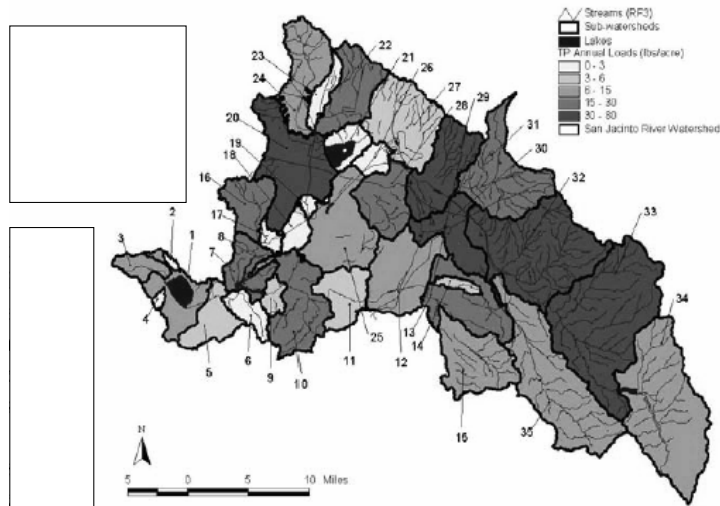 Streams (RF3)
Sub-watersheds
Lakes
TP Annual Loads (lbs/acre)
0 - 3
3 - 6
6 - 15
15 - 30
30 - 80
San Jacinto River Watershed
23
22
24
21
26
27
20
28
29
19
18
31
30
16
32
17
33
2
8
1
3
7
34
4
5
6
9
10
11
25
12
13
14
15
35
N
5 0 5 10 Miles